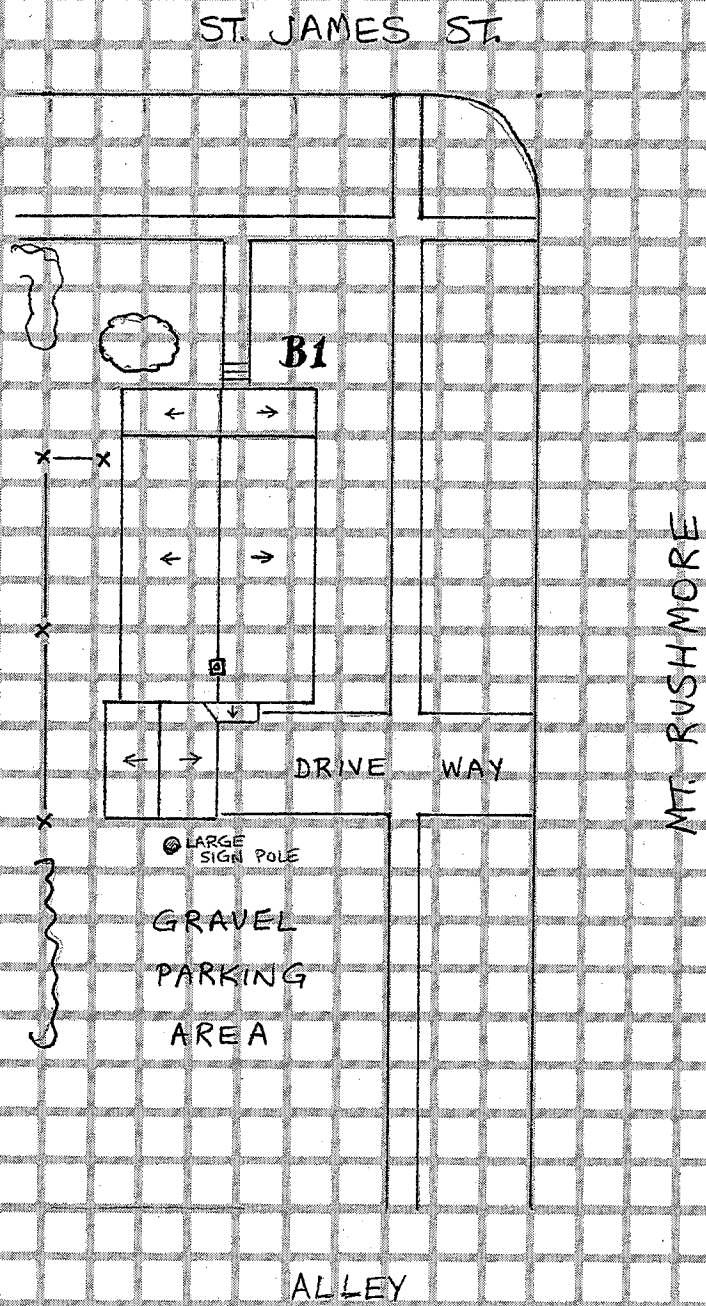 ST. JAMES ST.
B1
MT. RUSHMORE
DRIVE WAY
LARGE
SIGN POLE
GRAVEL
PARKING
AREA
ALLEY